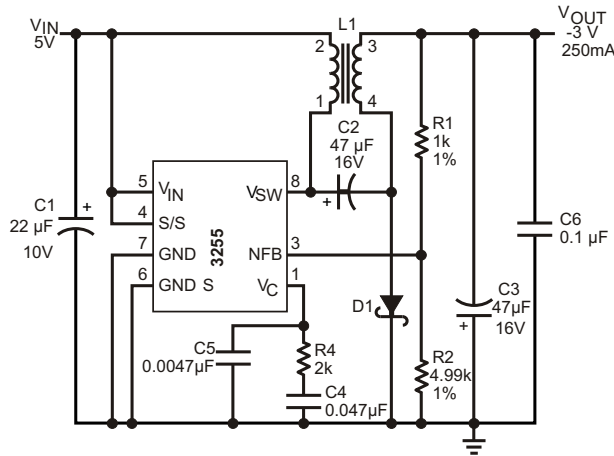 VIN
5V
L1
VOUT
-3 V
250mA
2
3
1
4
C2
47 µF
16V
+
R1
1k
1%
5
VIN
VSW
8
4
S/S
3255
7
GND
NFB
3
6
GND S
VC
1
C1
22 µF
10V
+
C6
0.1 µF
C3
47µF
16V
+
D1
C5
0.0047µF
R4
2k
C4
0.047µF
R2
4.99k
1%